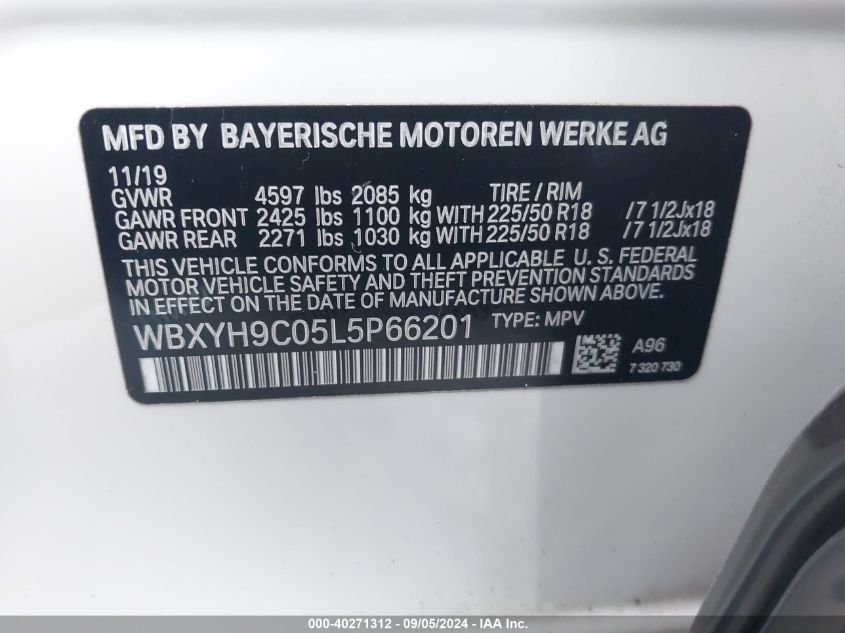 MFD BY BAYERISCHE MOTOREN WERKE AG
11/19
GVWR 4597 lbs 2085 kg TIRE / RIM
GAWR FRONT 2425 lbs 1100 kg WITH 225/50 R18 /7 1/2Jx18
GAWR REAR 2271 lbs 1030 kg WITH 225/50 R18 /7 1/2Jx18
THIS VEHICLE CONFORMS TO ALL APPLICABLE U. S. FEDERAL
MOTOR VEHICLE SAFETY AND THEFT PREVENTION STANDARDS
IN EFFECT ON THE DATE OF MANUFACTURE SHOWN ABOVE.
WBXYH9C05L5P66201 TYPE: MPV
A96
7 320 730
000-40271312 - 09/05/2024 - IAA Inc.